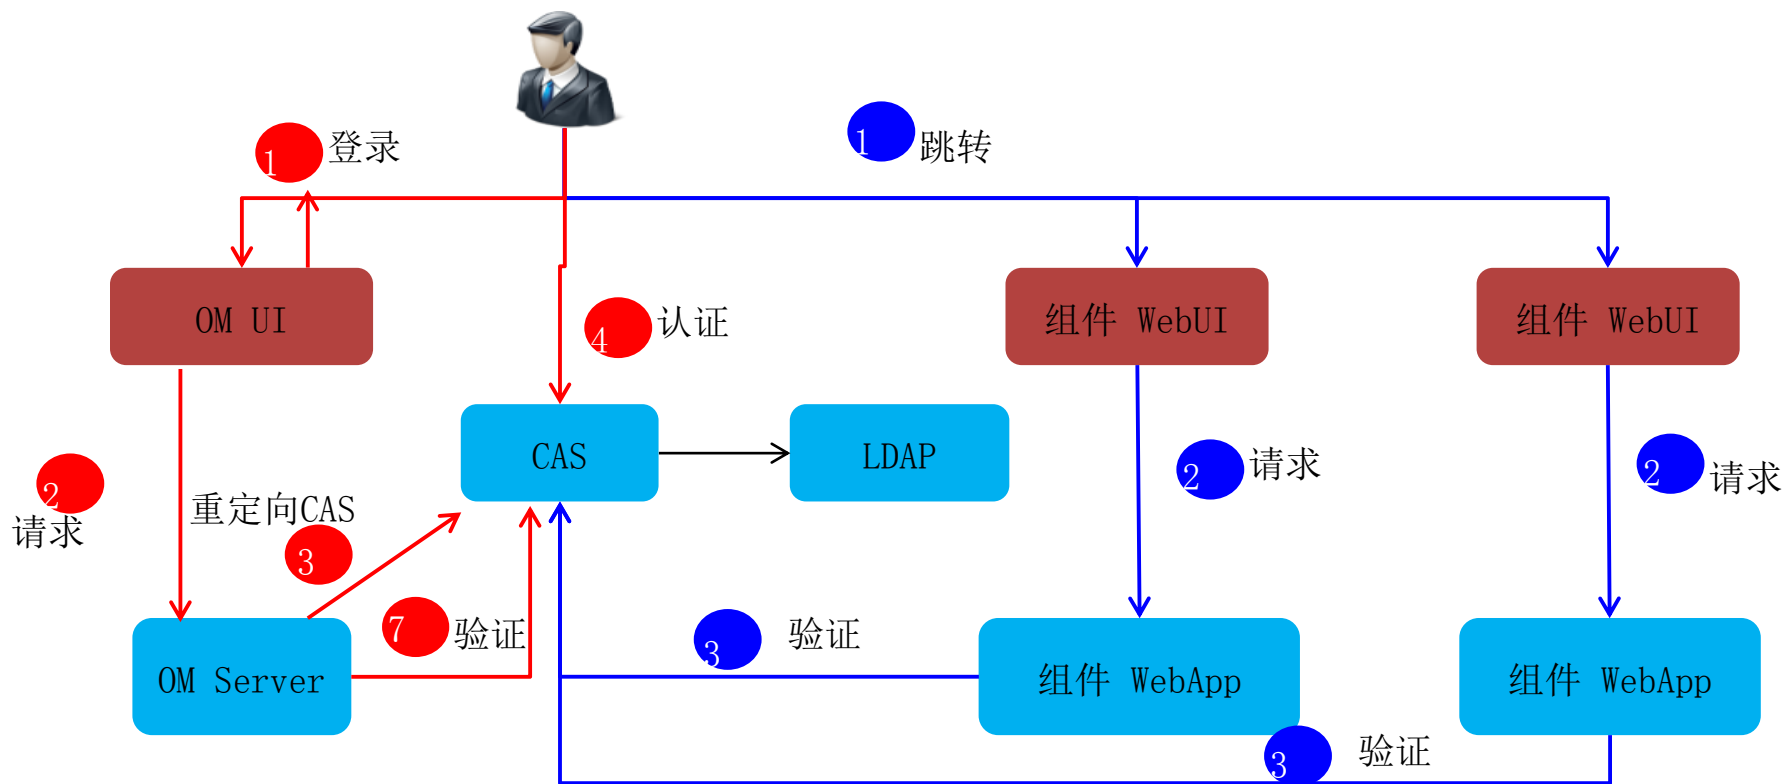 1 登录
1 跳转
OM UI
4 认证
组件 WebUI
组件 WebUI
CAS
LDAP
2 请求
2 请求
2
请求
重定向CAS
3
7 验证
3 验证
OM Server
组件 WebApp
组件 WebApp
3 验证